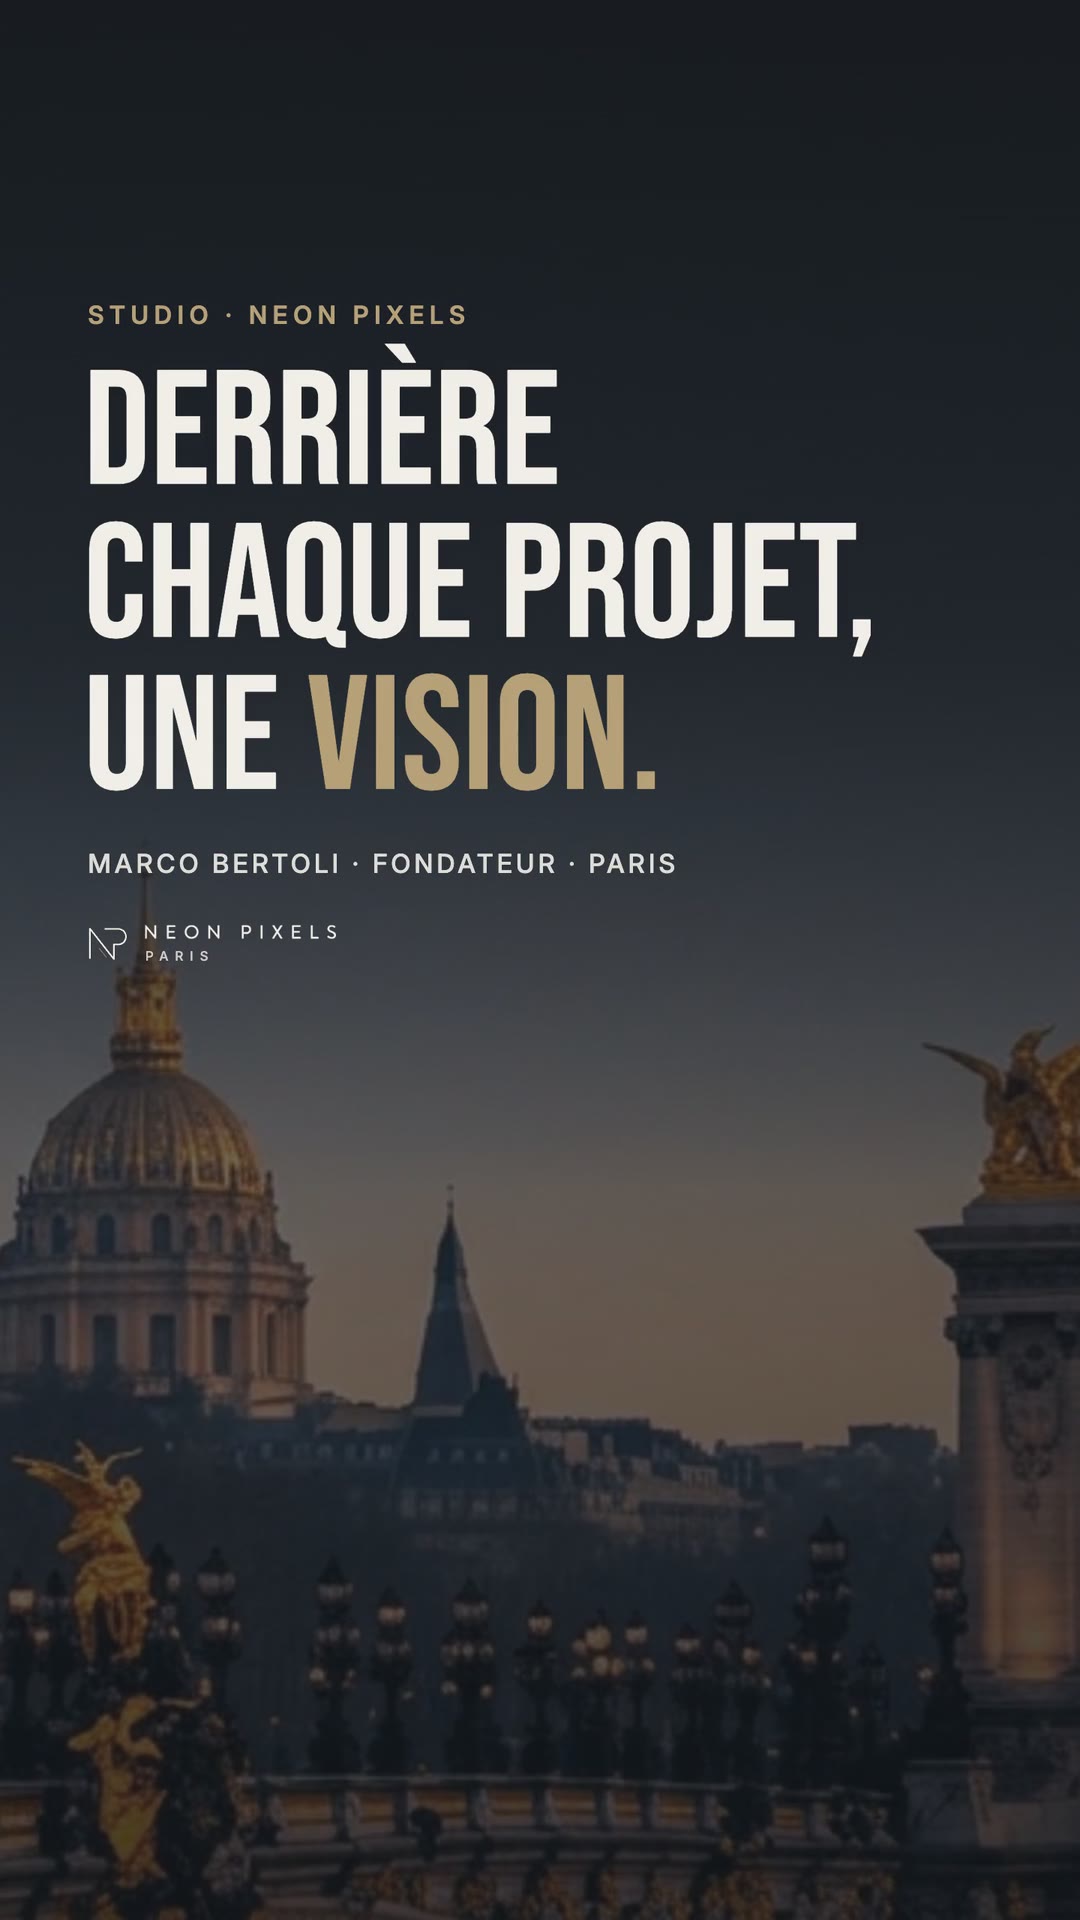 STUDIO · NEON PIXELS
DERRIÈRE
CHAQUE PROJET,
UNE VISION.
MARCO BERTOLI · FONDATEUR · PARIS
NP NEON PIXELS
PARIS